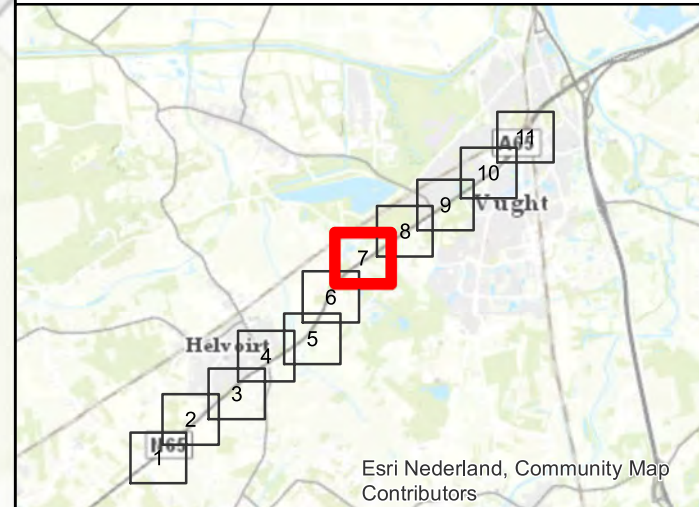 11
A65
10
Vught
9
8
7
6
Helvoirt
5
4
3
2
N65
1
Esri Nederland, Community Map
Contributors